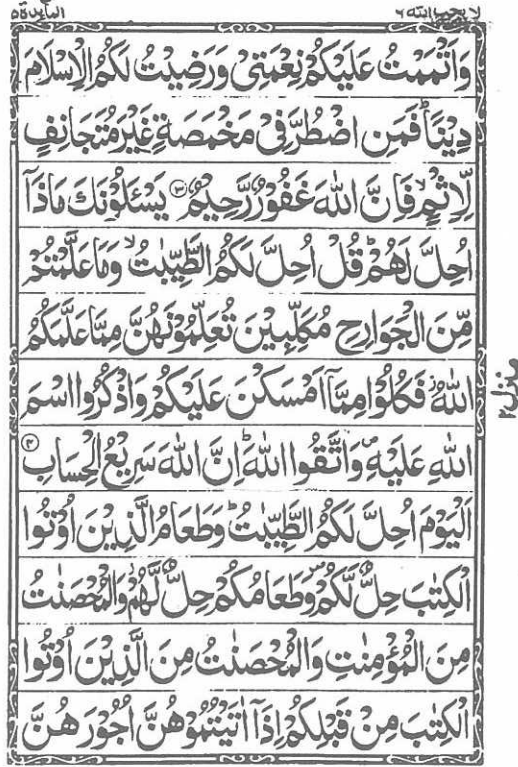 لا يحب الله ٦
المآئدة ٥
وَاَتْمَمْتُ عَلَيْكُمْ نِعْمَتِيْ وَرَضِيْتُ لَكُمُ الْاِسْلَامَ
دِيْنًا ؕ فَمَنِ اضْطُرَّ فِيْ مَخْمَصَةٍ غَيْرَ مُتَجَانِفٍ
لِّاِثْمٍ ۙ فَاِنَّ اللّٰهَ غَفُوْرٌ رَّحِيْمٌ ۝۳ يَسْـَٔلُوْنَكَ مَاذَاۤ
اُحِلَّ لَهُمْ ؕ قُلْ اُحِلَّ لَكُمُ الطَّيِّبٰتُ ۙ وَمَا عَلَّمْتُمْ
مِّنَ الْجَوَارِحِ مُكَلِّبِيْنَ تُعَلِّمُوْنَهُنَّ مِمَّا عَلَّمَكُمُ
اللّٰهُ ؗ فَكُلُوْا مِمَّاۤ اَمْسَكْنَ عَلَيْكُمْ وَاذْكُرُوا اسْمَ
اللّٰهِ عَلَيْهِ ۪ وَاتَّقُوا اللّٰهَ ؕ اِنَّ اللّٰهَ سَرِيْعُ الْحِسَابِ ۝۴
اَلْيَوْمَ اُحِلَّ لَكُمُ الطَّيِّبٰتُ ؕ وَطَعَامُ الَّذِيْنَ اُوْتُوا
الْكِتٰبَ حِلٌّ لَّكُمْ ۪ وَطَعَامُكُمْ حِلٌّ لَّهُمْ ؗ وَالْمُحْصَنٰتُ
مِنَ الْمُؤْمِنٰتِ وَالْمُحْصَنٰتُ مِنَ الَّذِيْنَ اُوْتُوا
الْكِتٰبَ مِنْ قَبْلِكُمْ اِذَاۤ اٰتَيْتُمُوْهُنَّ اُجُوْرَهُنَّ
منزل ٢